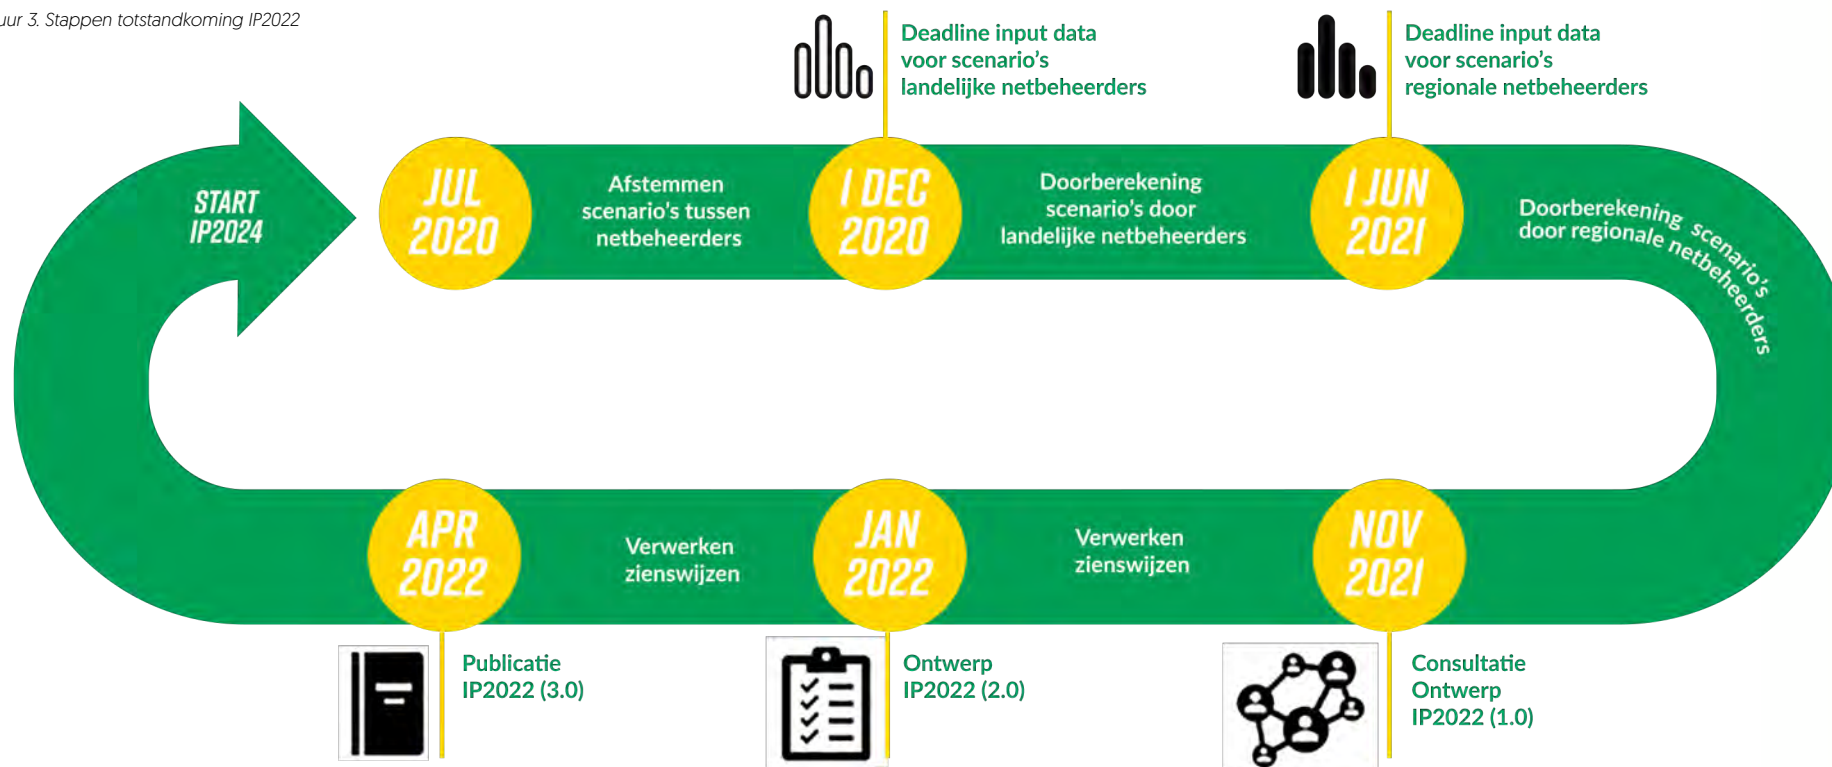 uur 3. Stappen totstandkoming IP2022
Deadline input data
voor scenario's
landelijke netbeheerders
Deadline input data
voor scenario's
regionale netbeheerders
START
IP2024
JUL
2020
Afstemmen
scenario's tussen
netbeheerders
1 DEC
2020
Doorberekening
scenario's door
landelijke netbeheerders
1 JUN
2021
Doorberekening scenario's
door regionale netbeheerders
APR
2022
Verwerken
zienswijzen
JAN
2022
Verwerken
zienswijzen
NOV
2021
Publicatie
IP2022 (3.0)
Ontwerp
IP2022 (2.0)
Consultatie
Ontwerp
IP2022 (1.0)